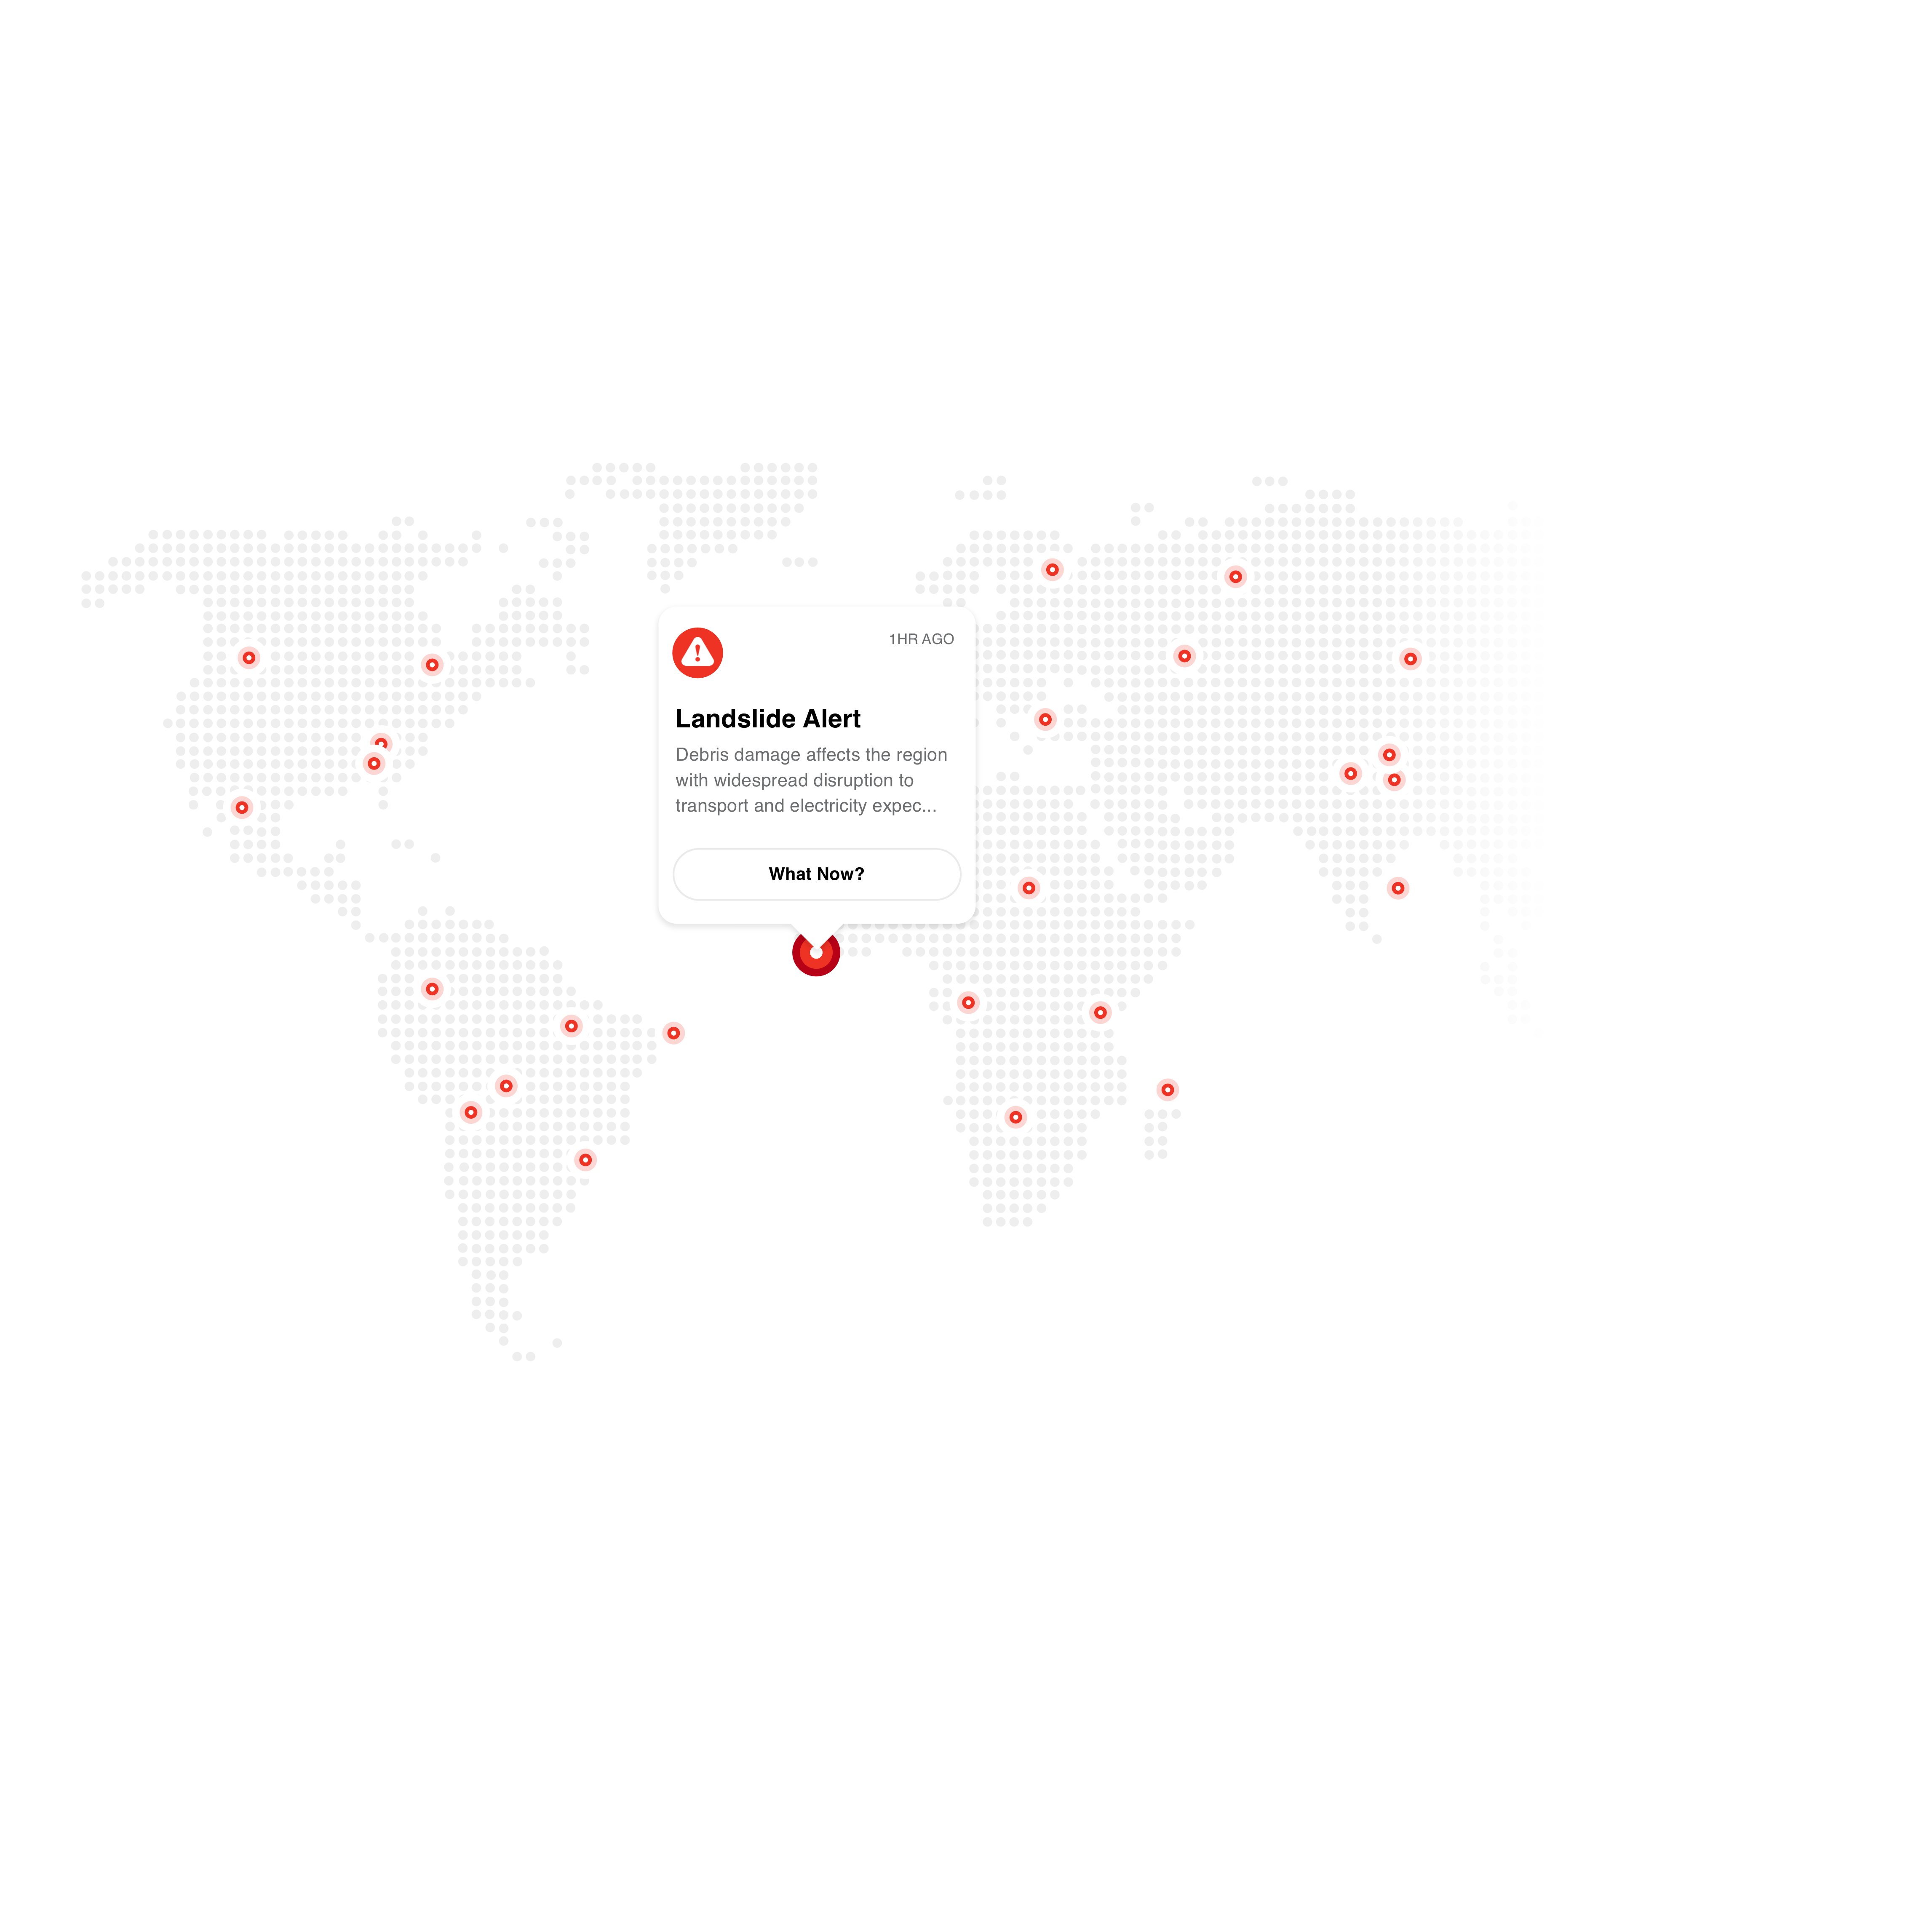 1HR AGO
Landslide Alert
Debris damage affects the region
with widespread disruption to
transport and electricity expec...
What Now?